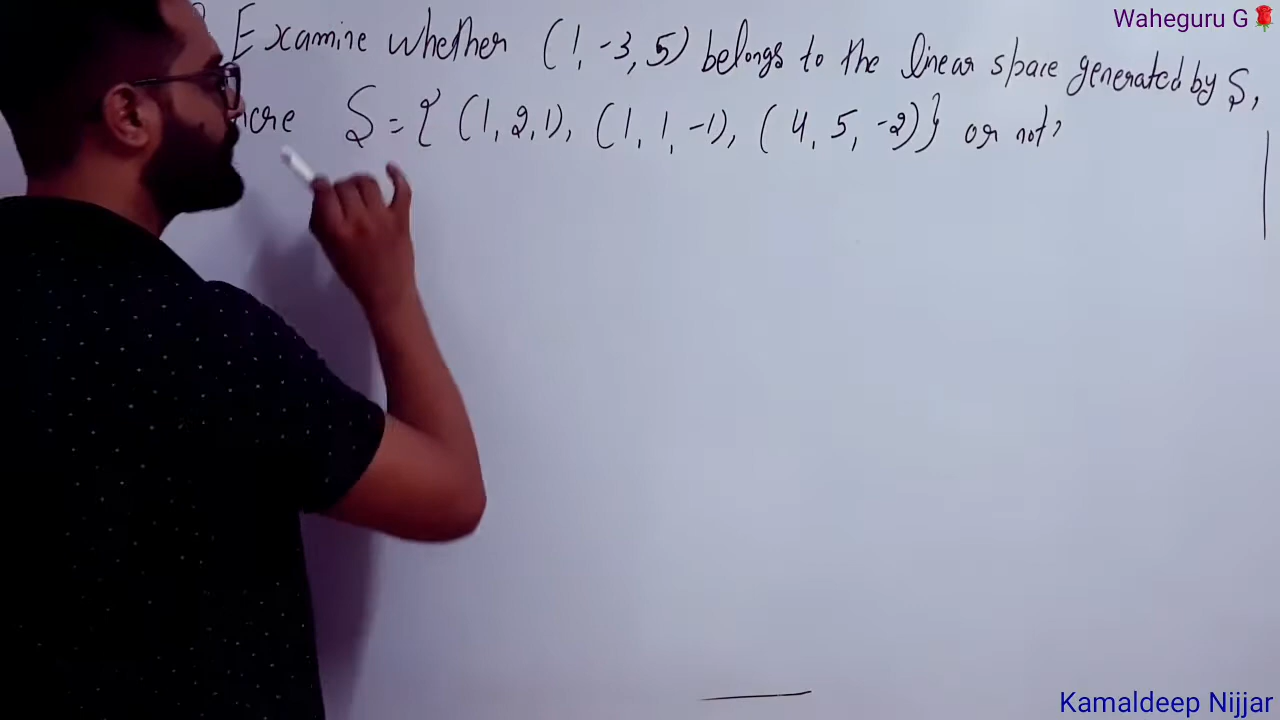 Waheguru G🌹
Examine whether (1, -3, 5) belongs to the linear space generated by S,
S = { (1, 2, 1), (1, 1, -1), (4, 5, -2)} or not?
Kamaldeep Nijjar